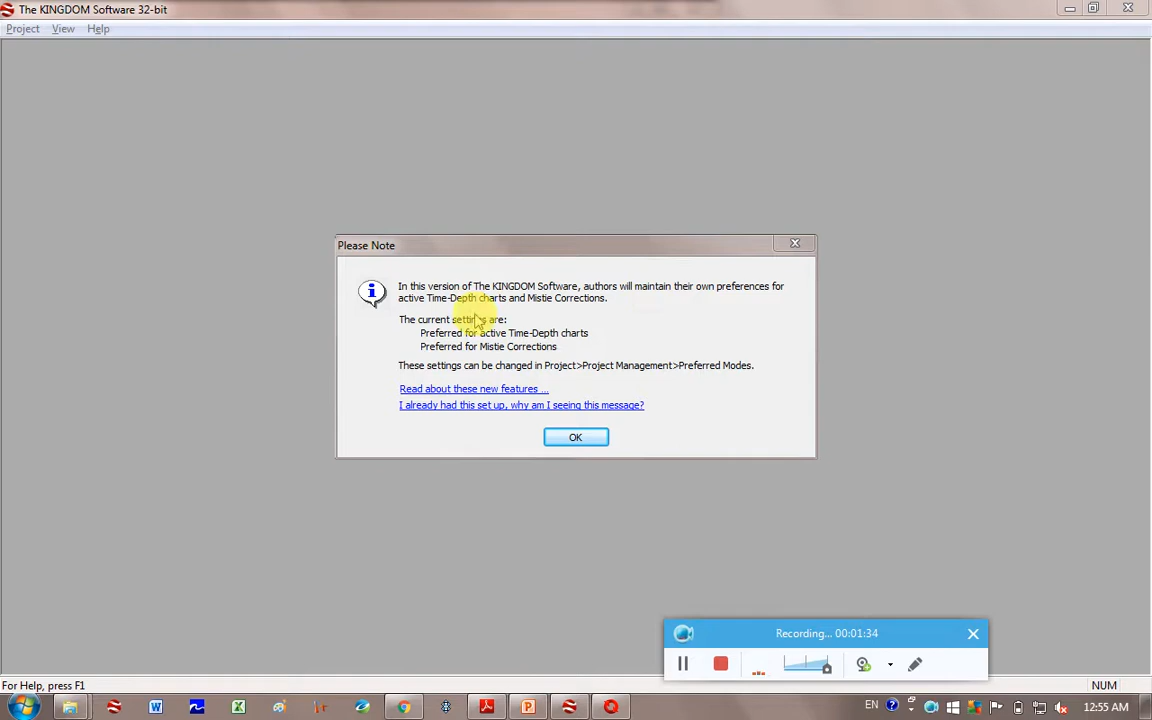 The KINGDOM Software 32-bit
Project View Help
Please Note
In this version of The KINGDOM Software, authors will maintain their own preferences for
active Time-Depth charts and Mistie Corrections.
The current settings are:
Preferred for active Time-Depth charts
Preferred for Mistie Corrections
These settings can be changed in Project>Project Management>Preferred Modes.
Read about these new features ...
I already had this set up, why am I seeing this message?
OK
Recording... 00:01:34
For Help, press F1
NUM
EN
12:55 AM